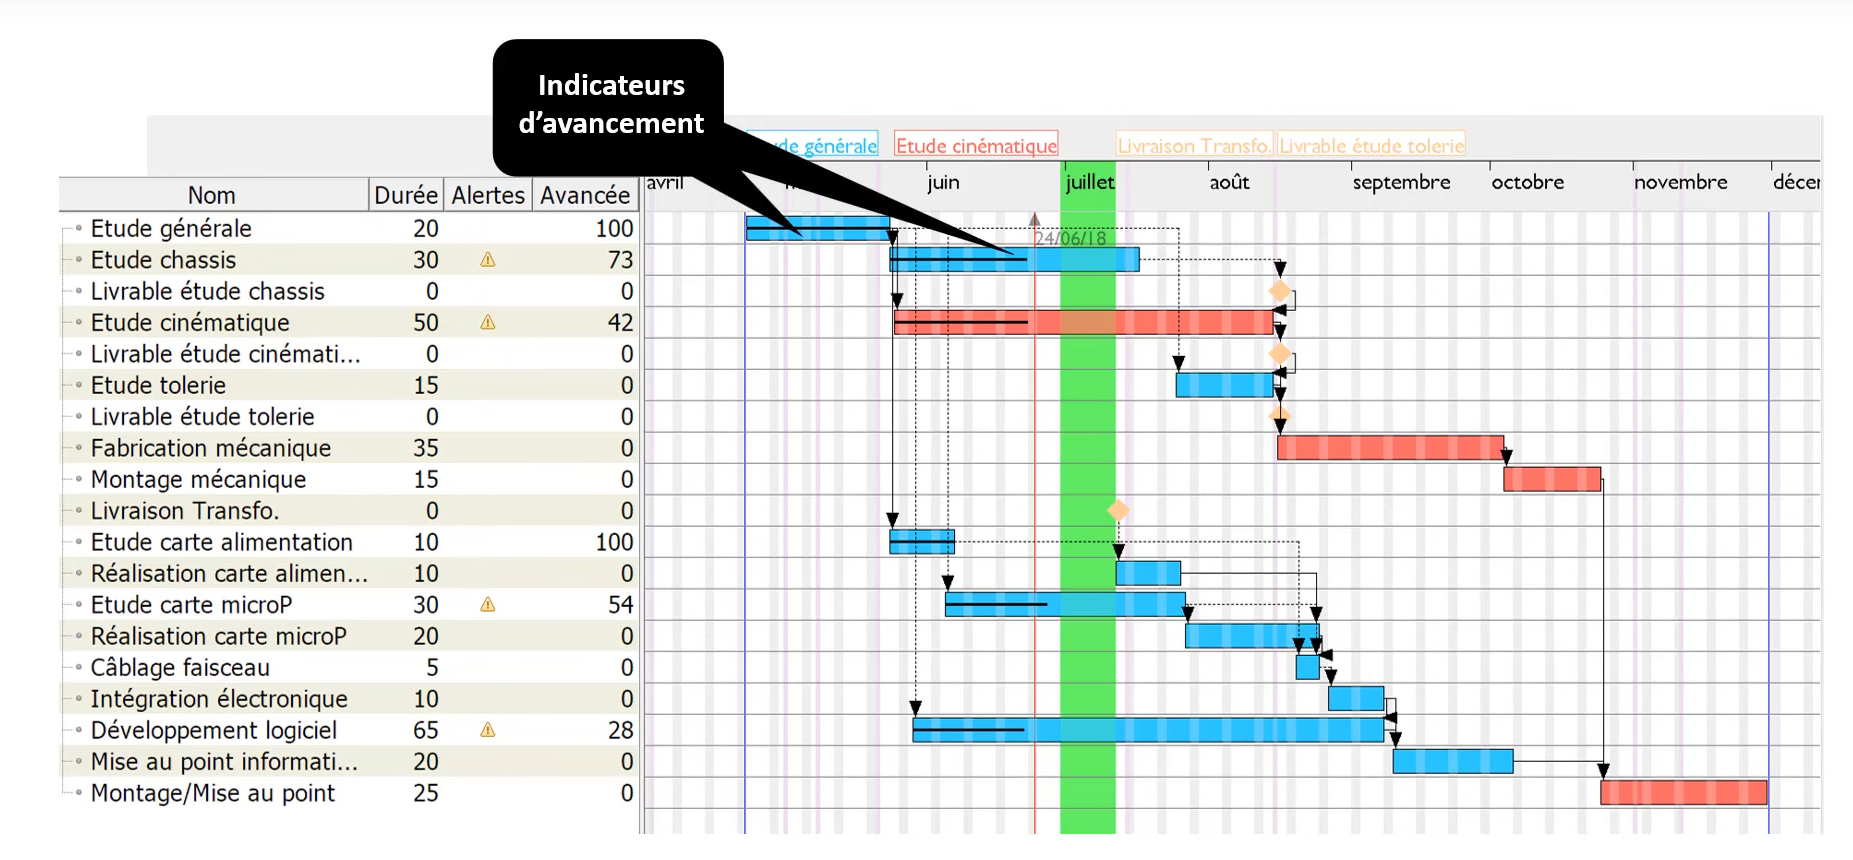 Indicateurs
d'avancement
ude générale
Etude cinématique
Livraison Transfo.
Livrable étude tolerie
Nom Durée Alertes Avancée
avril juin juillet août septembre octobre novembre décer
Etude générale 20 100
24/06/18
Etude chassis 30 73
Livrable étude chassis 0 0
Etude cinématique 50 42
Livrable étude cinémati... 0 0
Etude tolerie 15 0
Livrable étude tolerie 0 0
Fabrication mécanique 35 0
Montage mécanique 15 0
Livraison Transfo. 0 0
Etude carte alimentation 10 100
Réalisation carte alimen... 10 0
Etude carte microP 30 54
Réalisation carte microP 20 0
Câblage faisceau 5 0
Intégration électronique 10 0
Développement logiciel 65 28
Mise au point informati... 20 0
Montage/Mise au point 25 0